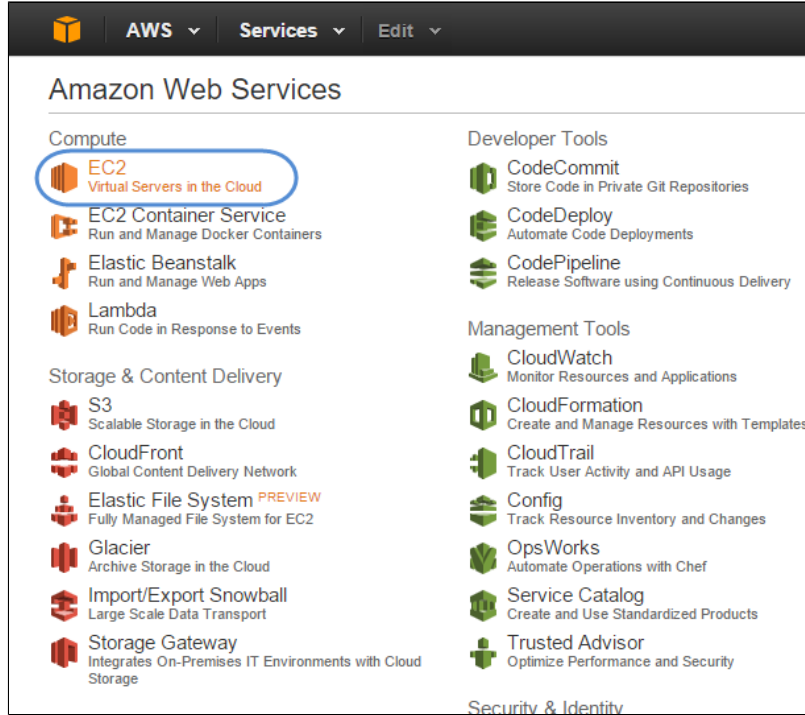 AWS Services Edit
Amazon Web Services
Compute
EC2
Virtual Servers in the Cloud
EC2 Container Service
Run and Manage Docker Containers
Elastic Beanstalk
Run and Manage Web Apps
Lambda
Run Code in Response to Events
Storage & Content Delivery
S3
Scalable Storage in the Cloud
CloudFront
Global Content Delivery Network
Elastic File System PREVIEW
Fully Managed File System for EC2
Glacier
Archive Storage in the Cloud
Import/Export Snowball
Large Scale Data Transport
Storage Gateway
Integrates On-Premises IT Environments with Cloud
Storage
Developer Tools
CodeCommit
Store Code in Private Git Repositories
CodeDeploy
Automate Code Deployments
CodePipeline
Release Software using Continuous Delivery
Management Tools
CloudWatch
Monitor Resources and Applications
CloudFormation
Create and Manage Resources with Templates
CloudTrail
Track User Activity and API Usage
Config
Track Resource Inventory and Changes
OpsWorks
Automate Operations with Chef
Service Catalog
Create and Use Standardized Products
Trusted Advisor
Optimize Performance and Security
Security & Identity